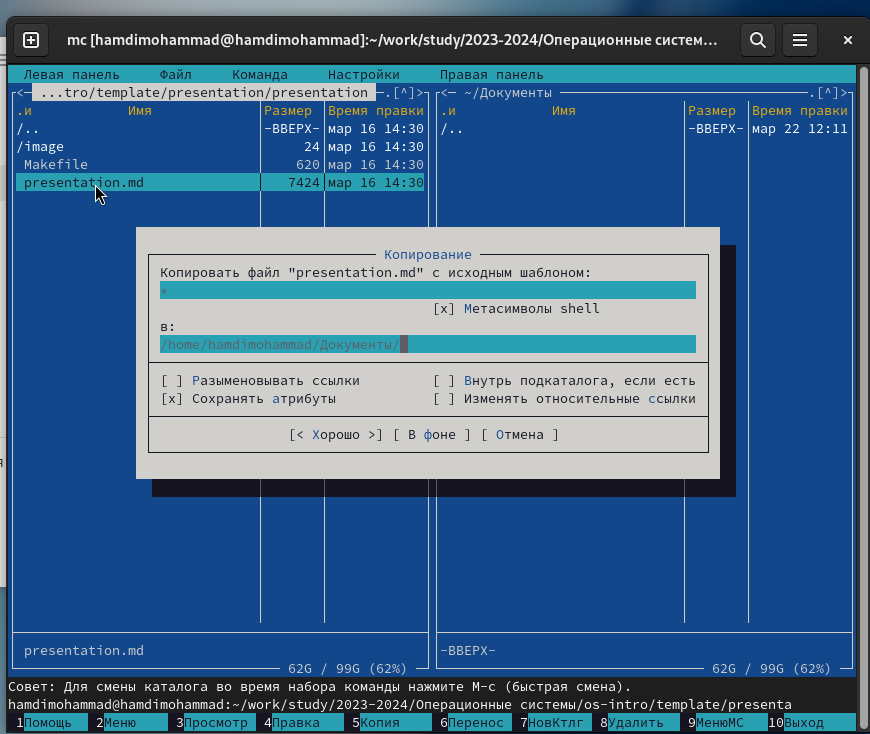 mc [hamdimohammad@hamdimohammad]:~/work/study/2023-2024/Операционные систем...
Левая панель Файл Команда Настройки Правая панель
<— ...tro/template/presentation/presentation —.[^]>
<— ~/Документы .[^]>
.и Имя Размер Время правки
.и Имя Размер Время правки
/.. -ВВЕРХ- мар 16 14:30
/.. -ВВЕРХ- мар 22 12:11
/image 24 мар 16 14:30
Makefile 620 мар 16 14:30
presentation.md 7424 мар 16 14:30
Копирование
Копировать файл "presentation.md" с исходным шаблоном:
*
[x] Метасимволы shell
в:
/home/hamdimohammad/Документы/
[ ] Разыменовывать ссылки [ ] Внутрь подкаталога, если есть
[x] Сохранять атрибуты [ ] Изменять относительные ссылки
[< Хорошо >] [ В фоне ] [ Отмена ]
presentation.md
-ВВЕРХ-
62G / 99G (62%)
62G / 99G (62%)
Совет: Для смены каталога во время набора команды нажмите M-c (быстрая смена).
hamdimohammad@hamdimohammad:~/work/study/2023-2024/Операционные системы/os-intro/template/presenta
1Помощь 2Меню 3Просмотр 4Правка 5Копия 6Перенос 7НовКтлг 8Удалить 9МенюMC 10Выход